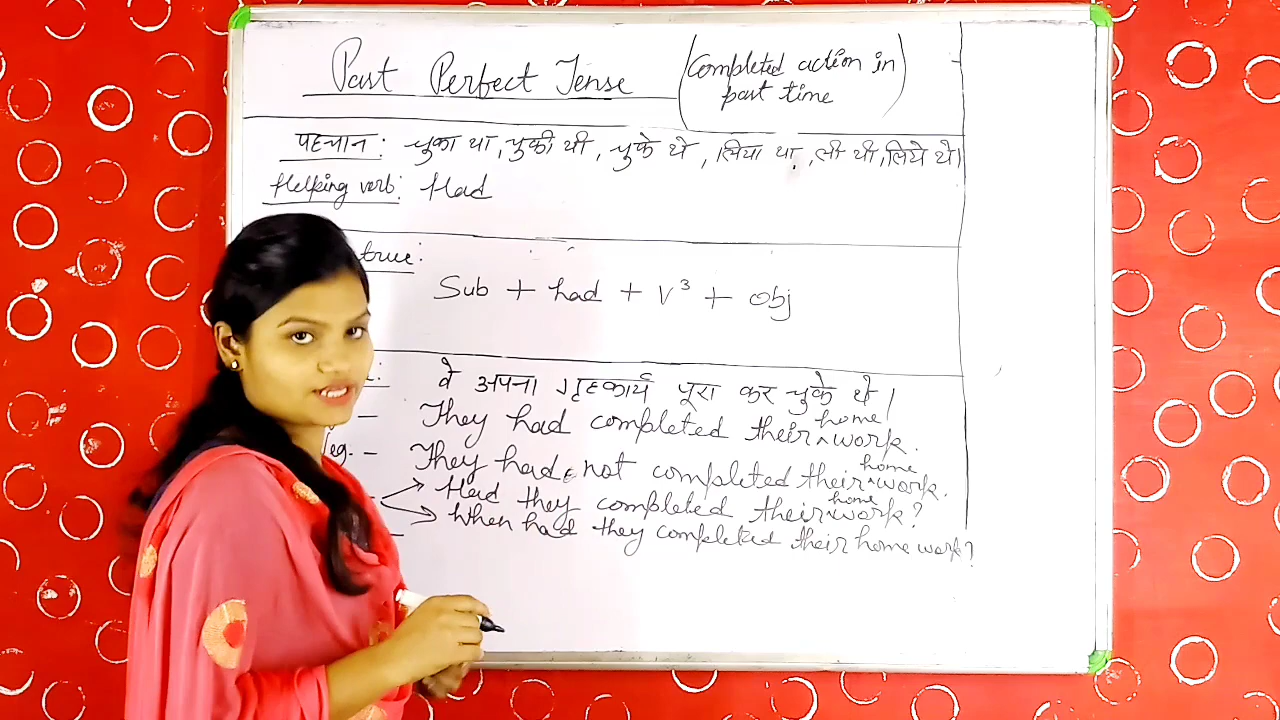 Past Perfect Tense (Completed action in past time)
पहचान : चुका था, चुकी थी, चुके थे, लिया था, ली थी, लिये थे।
Helping verb: Had
ture:
Sub + had + V³ + obj
वे अपना गृहकार्य पूरा कर चुके थे।
– They had completed their home work.
eg. – They had not completed their home work.
Had they completed their home work?
When had they completed their home work?